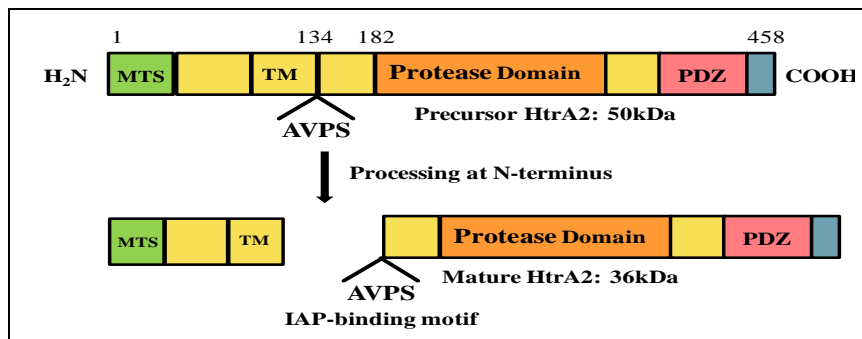 1 134 182 458
H₂N MTS TM Protease Domain PDZ COOH
AVPS Precursor HtrA2: 50kDa
Processing at N-terminus
MTS TM Protease Domain PDZ
AVPS Mature HtrA2: 36kDa
IAP-binding motif